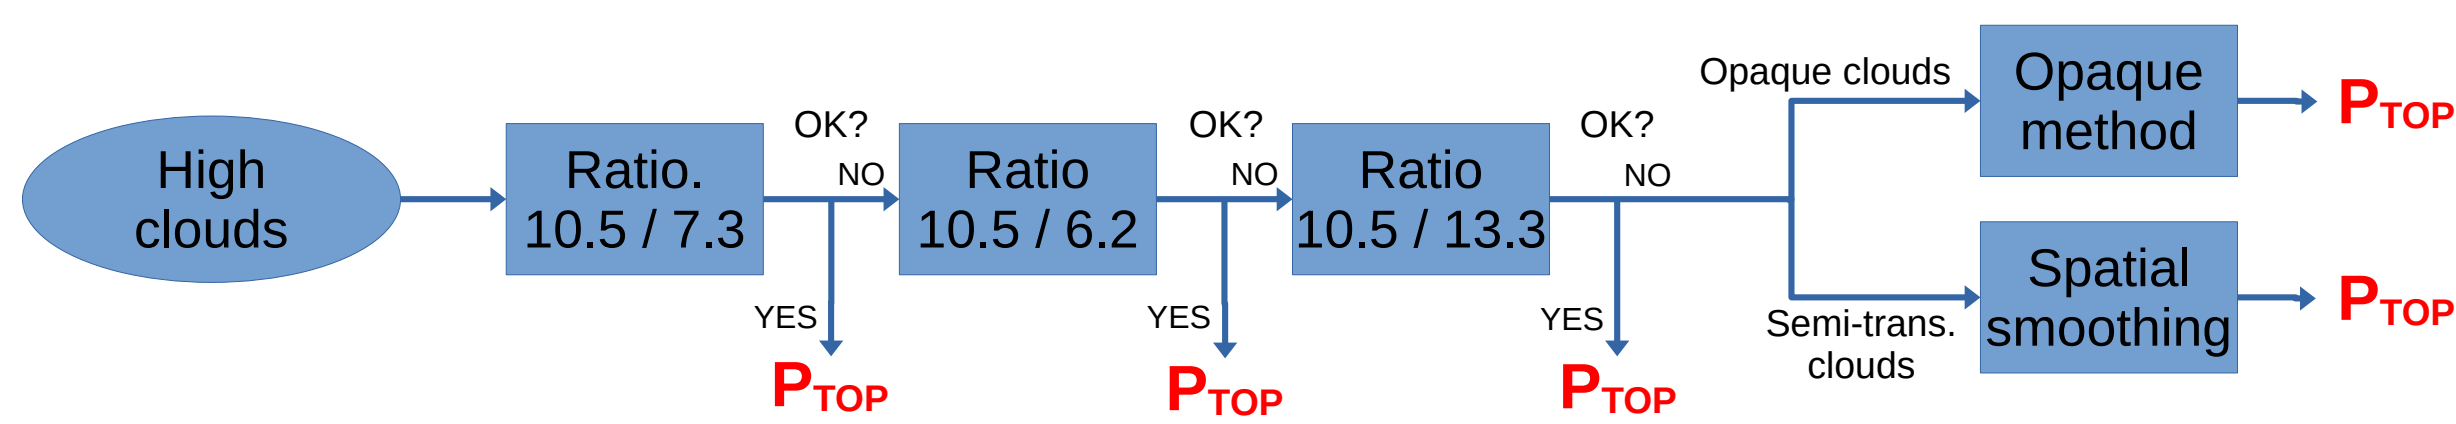 High
clouds
Ratio.
10.5 / 7.3
OK?
NO
YES
PTOP
Ratio
10.5 / 6.2
OK?
NO
YES
PTOP
Ratio
10.5 / 13.3
OK?
NO
YES
PTOP
Opaque clouds
Opaque
method
PTOP
Semi-trans.
clouds
Spatial
smoothing
PTOP